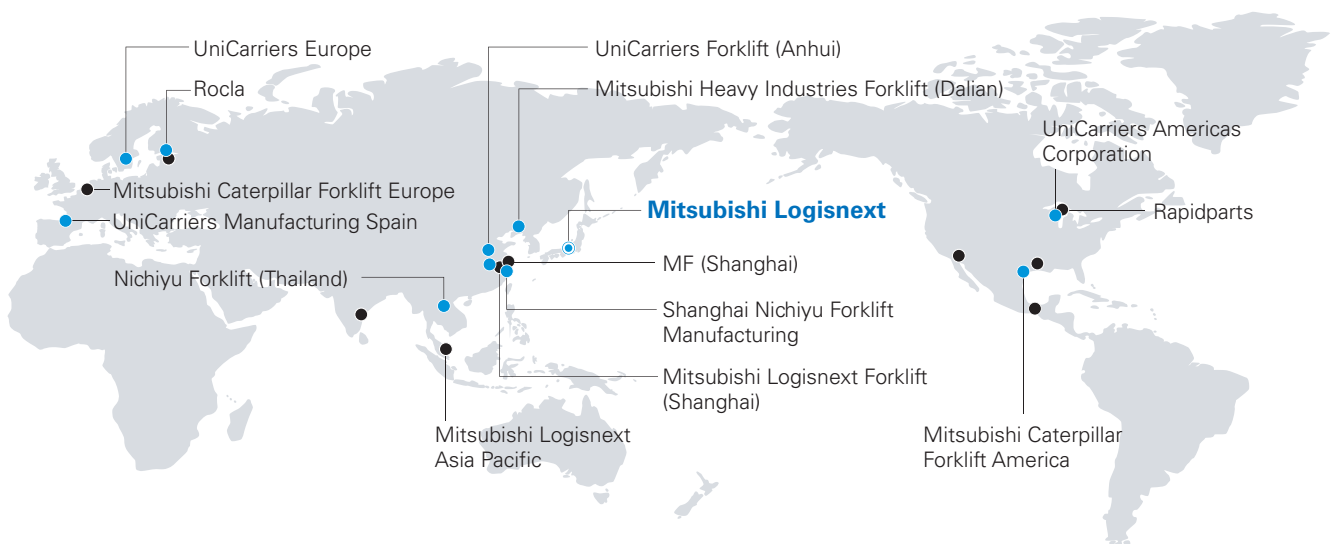 UniCarriers Europe
Rocla
Mitsubishi Caterpillar Forklift Europe
UniCarriers Manufacturing Spain
Nichiyu Forklift (Thailand)
Mitsubishi Logisnext
Asia Pacific
UniCarriers Forklift (Anhui)
Mitsubishi Heavy Industries Forklift (Dalian)
Mitsubishi Logisnext
MF (Shanghai)
Shanghai Nichiyu Forklift
Manufacturing
Mitsubishi Logisnext Forklift
(Shanghai)
UniCarriers Americas
Corporation
Rapidparts
Mitsubishi Caterpillar
Forklift America